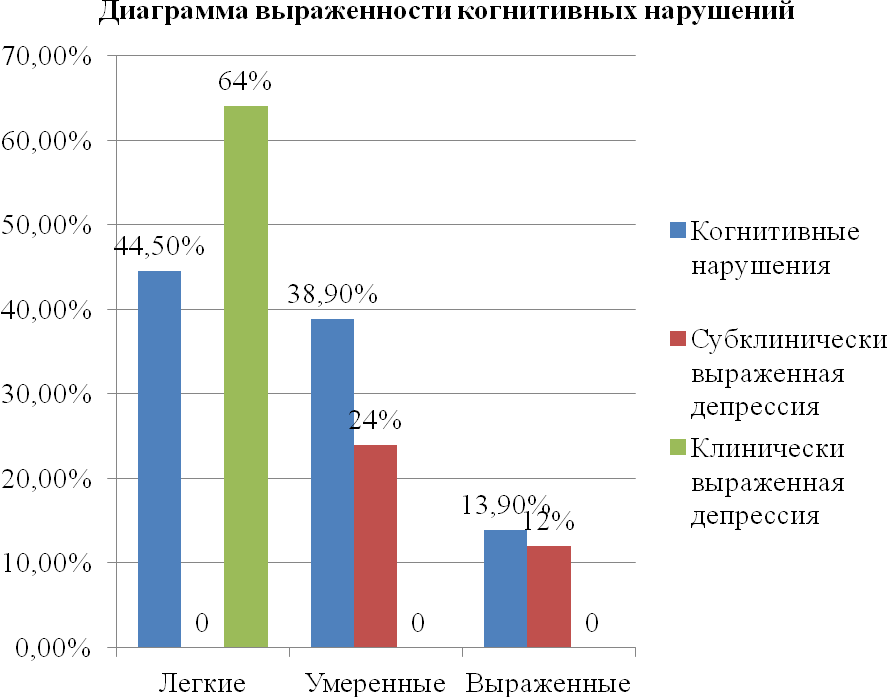 Диаграмма выраженности когнитивных нарушений
70,00%
60,00%
50,00%
40,00%
30,00%
20,00%
10,00%
0,00%
44,50%
0
64%
38,90%
24%
0
13,90%
12%
0
Легкие
Умеренные
Выраженные
Когнитивные
нарушения
Субклинически
выраженная
депрессия
Клинически
выраженная
депрессия